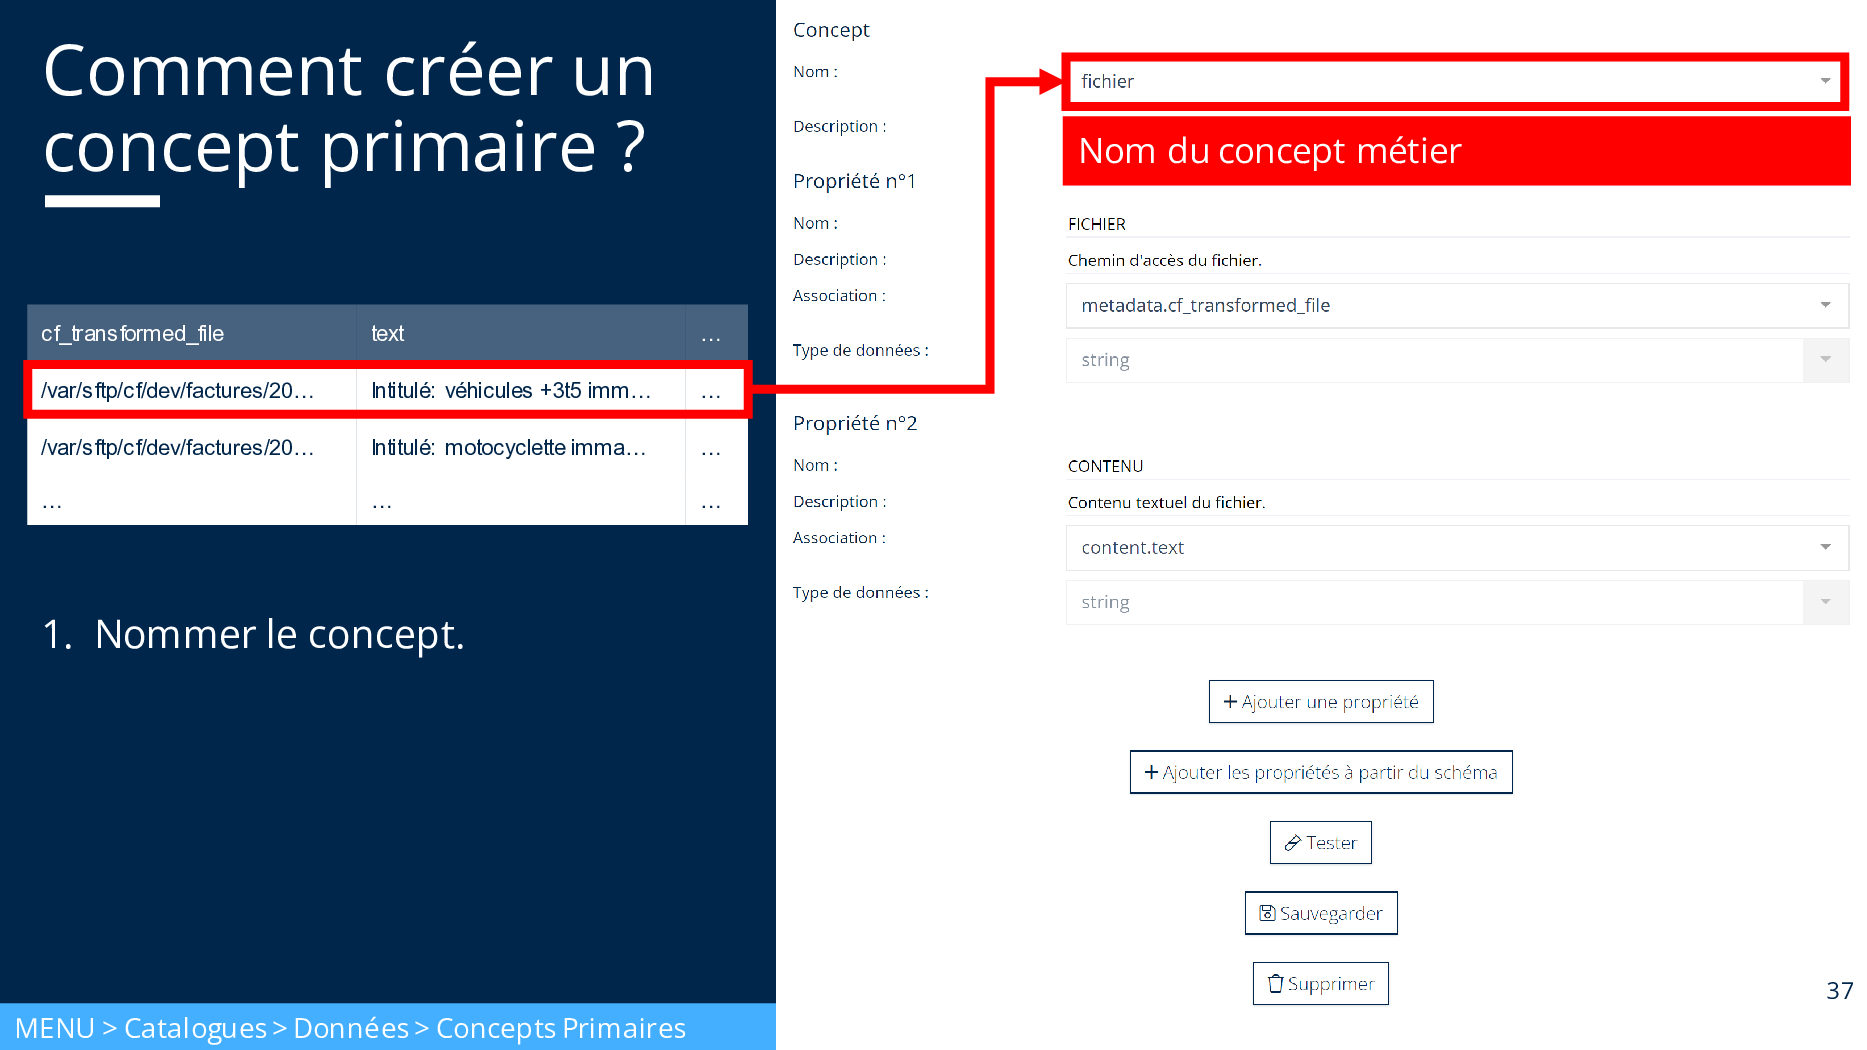 Comment créer un
concept primaire ?
cf_transformed_file text ...
/var/sftp/cf/dev/factures/20... Intitulé: véhicules +3t5 imm... ...
/var/sftp/cf/dev/factures/20... Intitulé: motocyclette imma... ...
... ... ...
1. Nommer le concept.
MENU > Catalogues > Données > Concepts Primaires
Concept
Nom : fichier
Description : Nom du concept métier
Propriété n°1
Nom : FICHIER
Description : Chemin d'accès du fichier.
Association : metadata.cf_transformed_file
Type de données : string
Propriété n°2
Nom : CONTENU
Description : Contenu textuel du fichier.
Association : content.text
Type de données : string
+ Ajouter une propriété
+ Ajouter les propriétés à partir du schéma
Tester
Sauvegarder
Supprimer
37